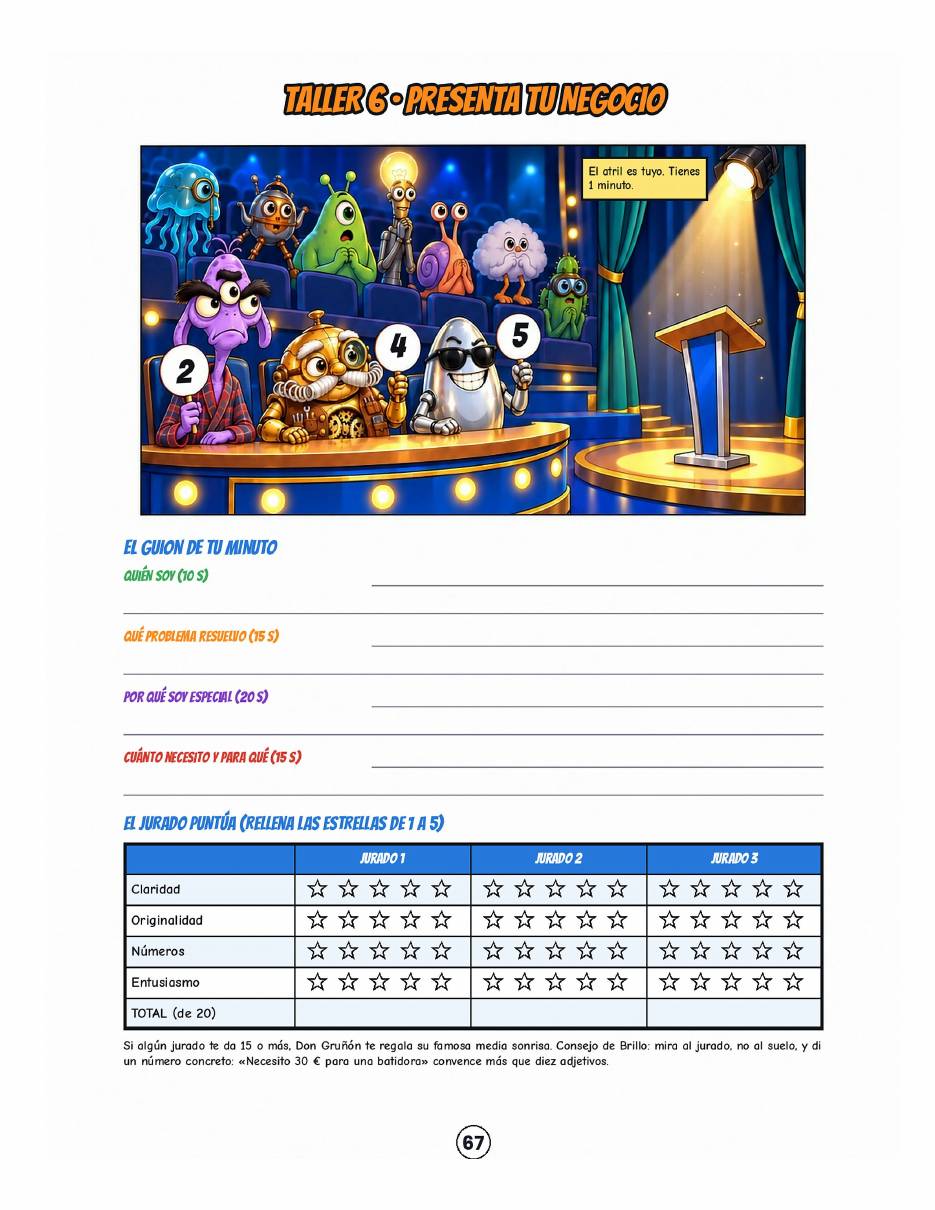 TALLER 6 • PRESENTA TU NEGOCIO
El atril es tuyo. Tienes
1 minuto.
2
4
5
EL GUION DE TU MINUTO
QUIÉN SOY (10 S)
QUÉ PROBLEMA RESUELVO (15 S)
POR QUÉ SOY ESPECIAL (20 S)
CUÁNTO NECESITO Y PARA QUÉ (15 S)
EL JURADO PUNTÚA (RELLENA LAS ESTRELLAS DE 1 A 5)
JURADO 1 JURADO 2 JURADO 3
Claridad ☆ ☆ ☆ ☆ ☆ ☆ ☆ ☆ ☆ ☆ ☆ ☆ ☆ ☆ ☆
Originalidad ☆ ☆ ☆ ☆ ☆ ☆ ☆ ☆ ☆ ☆ ☆ ☆ ☆ ☆ ☆
Números ☆ ☆ ☆ ☆ ☆ ☆ ☆ ☆ ☆ ☆ ☆ ☆ ☆ ☆ ☆
Entusiasmo ☆ ☆ ☆ ☆ ☆ ☆ ☆ ☆ ☆ ☆ ☆ ☆ ☆ ☆ ☆
TOTAL (de 20)
Si algún jurado te da 15 o más, Don Gruñón te regala su famosa media sonrisa. Consejo de Brillo: mira al jurado, no al suelo, y di
un número concreto: «Necesito 30 € para una batidora» convence más que diez adjetivos.
67